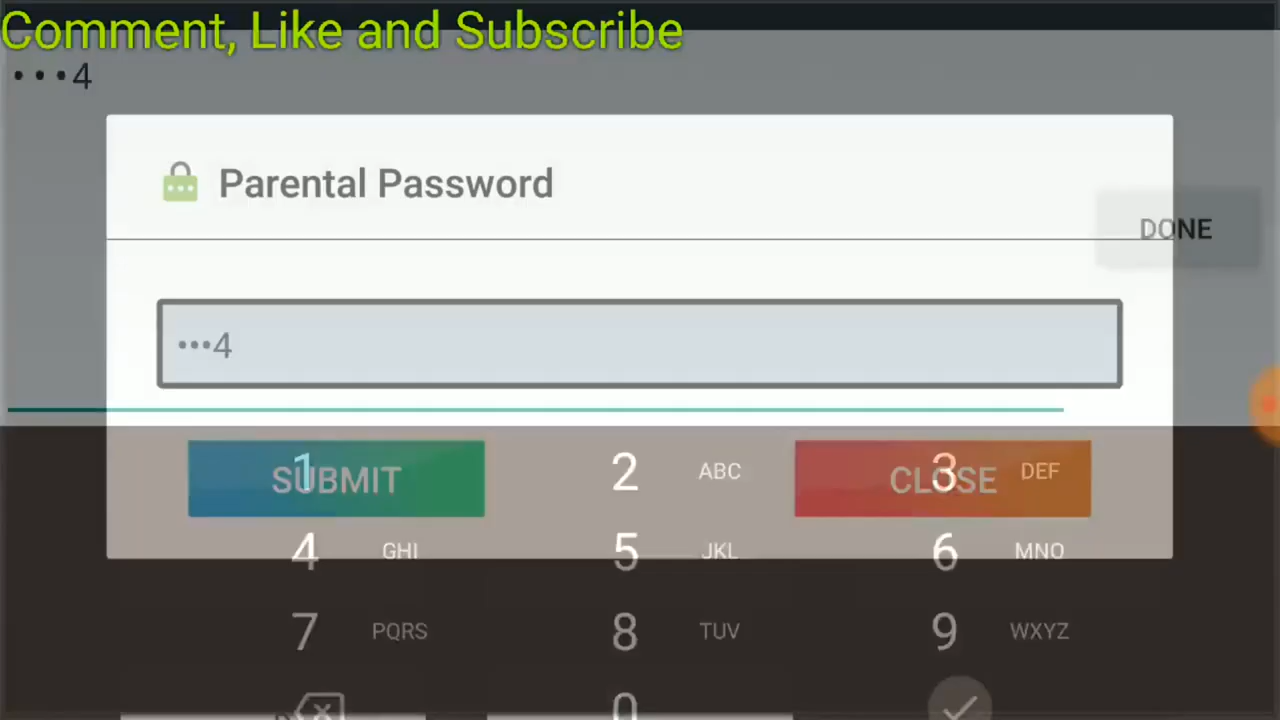 Comment, Like and Subscribe
•••4
Parental Password
DONE
•••4
SUBMIT
CLOSE
1
2 ABC
3 DEF
4 GHI
5 JKL
6 MNO
7 PQRS
8 TUV
9 WXYZ
0